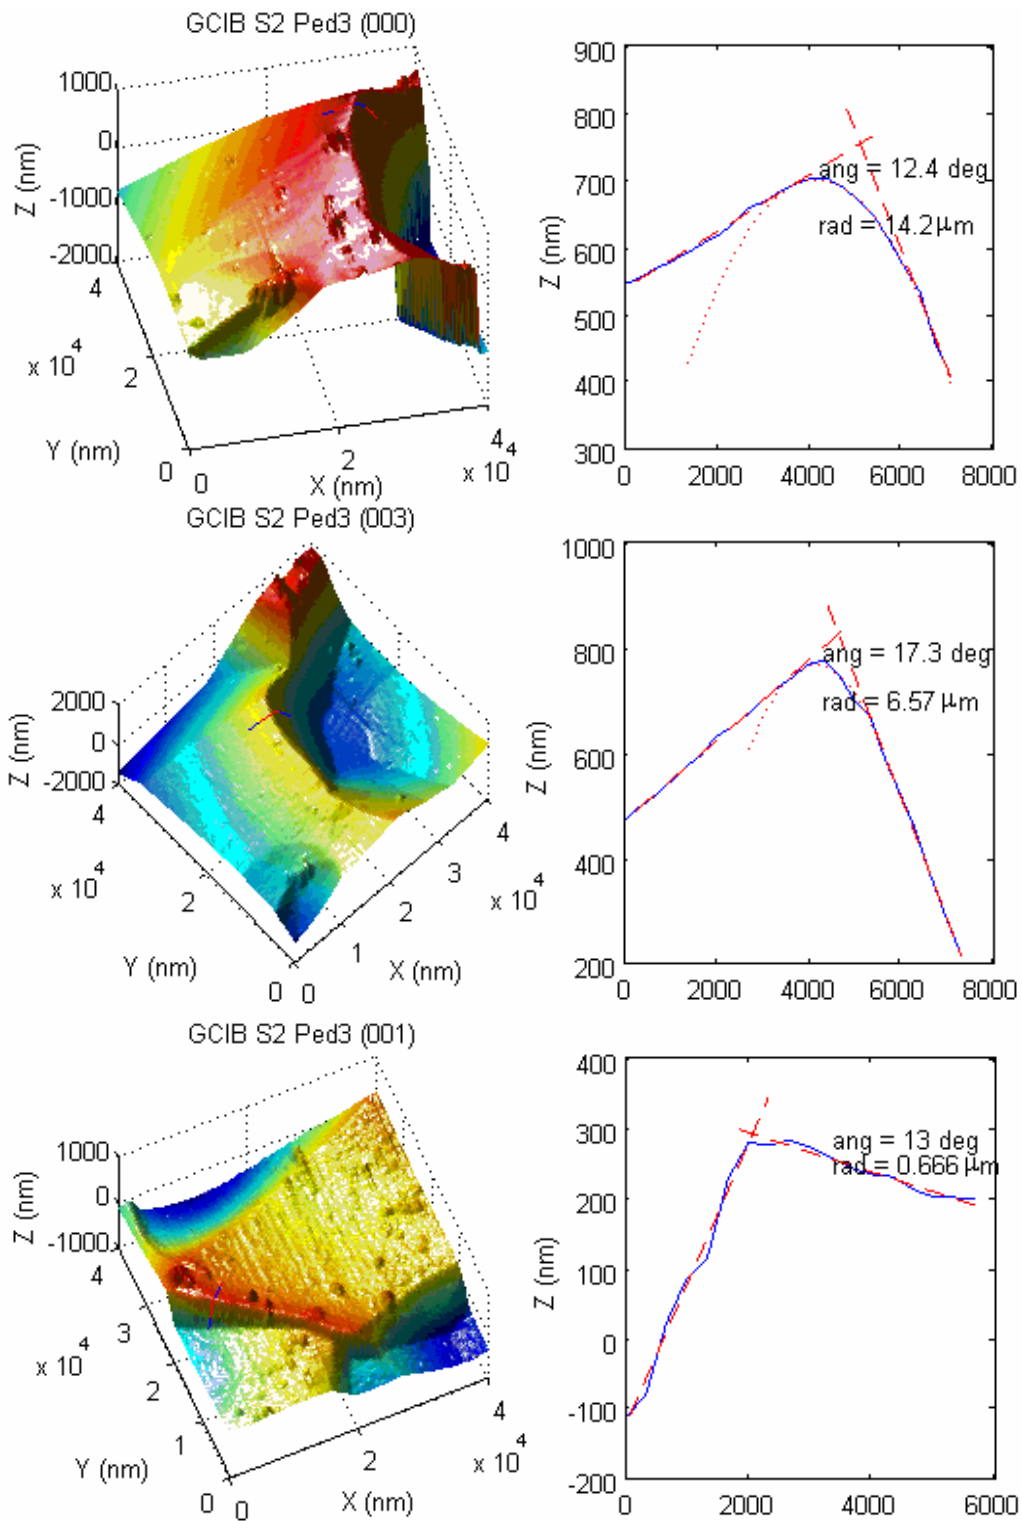 GCIB S2 Ped3 (000)
1000
0
-1000
-2000
Z (nm)
4
2
0
x 10^4
Y (nm)
0
2
4
x 10^4
X (nm)
900
800
700
600
500
400
300
Z (nm)
ang = 12.4 deg
rad = 14.2 μm
0 2000 4000 6000 8000
GCIB S2 Ped3 (003)
2000
0
-2000
Z (nm)
4
2
0
x 10^4
Y (nm)
0
1
2
3
4
x 10^4
X (nm)
1000
800
600
400
200
Z (nm)
ang = 17.3 deg
rad = 6.57 μm
0 2000 4000 6000 8000
GCIB S2 Ped3 (001)
1000
0
-1000
Z (nm)
4
3
2
1
0
x 10^4
Y (nm)
0
2
4
x 10^4
X (nm)
400
300
200
100
0
-100
-200
Z (nm)
ang = 13 deg
rad = 0.666 μm
0 2000 4000 6000